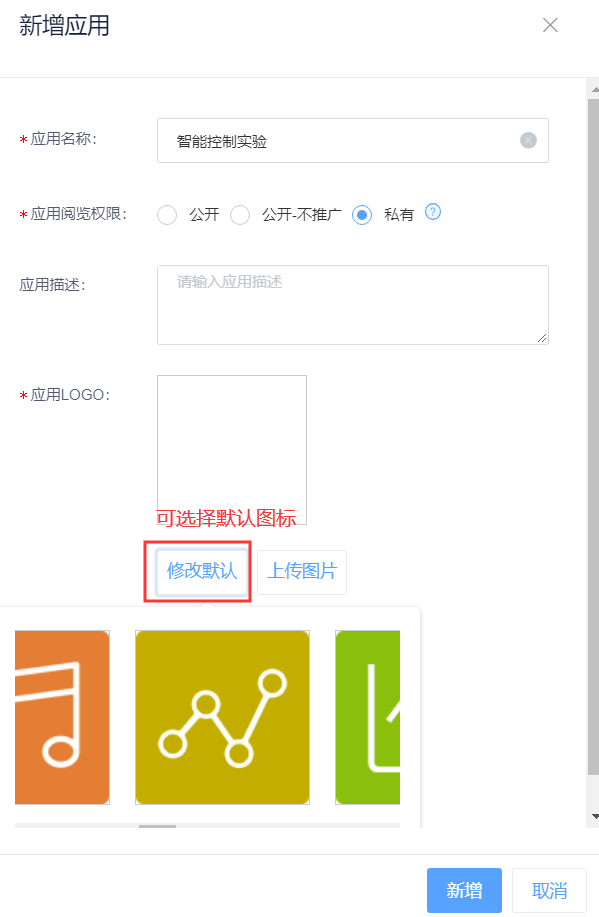 新增应用
* 应用名称：
智能控制实验
* 应用阅览权限：
公开 公开-不推广 私有 ?
应用描述：
请输入应用描述
* 应用LOGO：
可选择默认图标
修改默认 上传图片
新增 取消